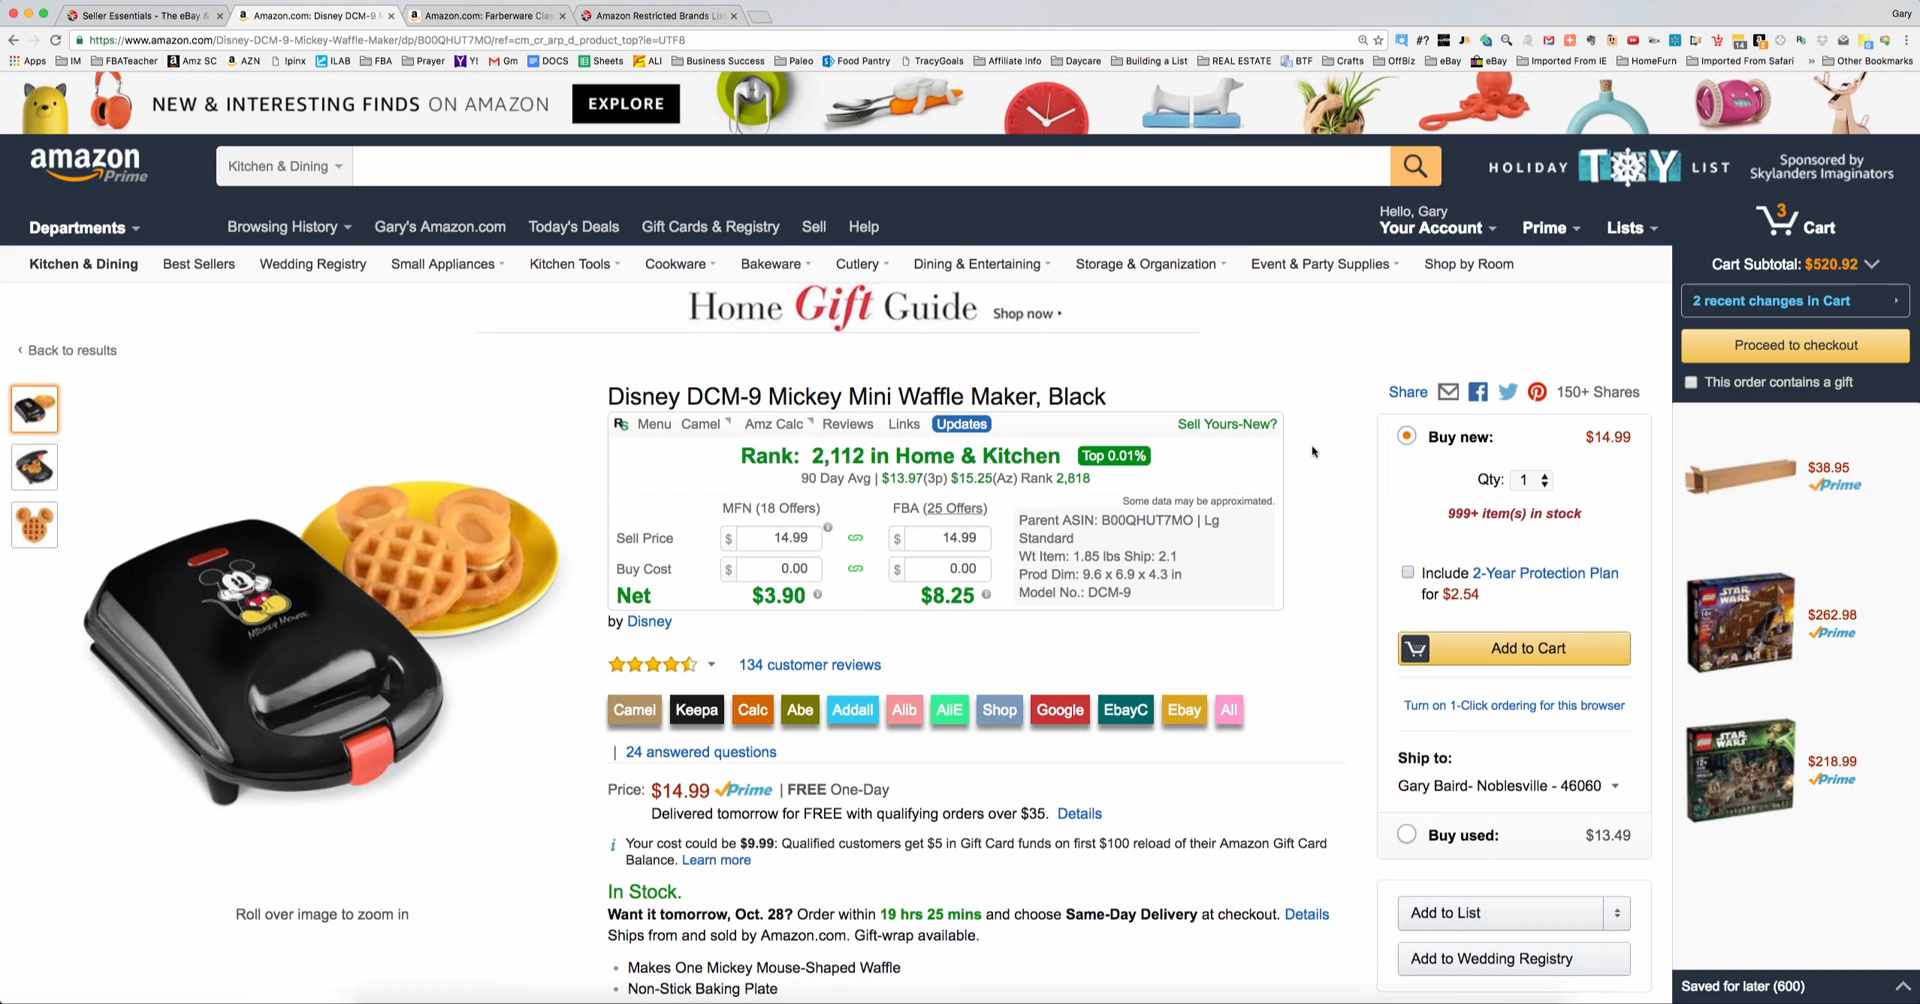 Seller Essentials - The eBay &
Amazon.com: Disney DCM-9 M
Amazon.com: Farberware Clas
Amazon Restricted Brands Lis
Gary
https://www.amazon.com/Disney-DCM-9-Mickey-Waffle-Maker/dp/B00QHUT7MO/ref=cm_cr_arp_d_product_top?ie=UTF8
Apps IM FBATeacher Amz SC AZN !pinx ILAB FBA Prayer Y! Gm DOCS Sheets ALI Business Success Paleo Food Pantry TracyGoals Affiliate Info Daycare Building a List REAL ESTATE BTF Crafts OffBiz eBay eBay Imported From IE HomeFurn Imported From Safari » Other Bookmarks
NEW & INTERESTING FINDS ON AMAZON EXPLORE
amazon Prime
Kitchen & Dining
HOLIDAY TOY LIST
Sponsored by
Skylanders Imaginators
Departments
Browsing History Gary's Amazon.com Today's Deals Gift Cards & Registry Sell Help
Hello, Gary
Your Account Prime Lists
3 Cart
Kitchen & Dining Best Sellers Wedding Registry Small Appliances Kitchen Tools Cookware Bakeware Cutlery Dining & Entertaining Storage & Organization Event & Party Supplies Shop by Room
Cart Subtotal: $520.92
2 recent changes in Cart
Proceed to checkout
This order contains a gift
Home Gift Guide Shop now
‹ Back to results
Disney DCM-9 Mickey Mini Waffle Maker, Black
Share 150+ Shares
RS Menu Camel Amz Calc Reviews Links Updates Sell Yours-New?
Rank: 2,112 in Home & Kitchen Top 0.01%
90 Day Avg | $13.97(3p) $15.25(Az) Rank 2,818
Some data may be approximated.
MFN (18 Offers) FBA (25 Offers)
Sell Price $ 14.99 $ 14.99
Buy Cost $ 0.00 $ 0.00
Net $3.90 $8.25
Parent ASIN: B00QHUT7MO | Lg
Standard
Wt Item: 1.85 lbs Ship: 2.1
Prod Dim: 9.6 x 6.9 x 4.3 in
Model No.: DCM-9
by Disney
134 customer reviews
Camel Keepa Calc Abe Addall Alib AliE Shop Google EbayC Ebay All
| 24 answered questions
Price: $14.99 Prime | FREE One-Day
Delivered tomorrow for FREE with qualifying orders over $35. Details
Your cost could be $9.99: Qualified customers get $5 in Gift Card funds on first $100 reload of their Amazon Gift Card
Balance. Learn more
In Stock.
Want it tomorrow, Oct. 28? Order within 19 hrs 25 mins and choose Same-Day Delivery at checkout. Details
Ships from and sold by Amazon.com. Gift-wrap available.
Makes One Mickey Mouse-Shaped Waffle
Non-Stick Baking Plate
Mickey Mouse
Roll over image to zoom in
Buy new: $14.99
Qty: 1
999+ item(s) in stock
Include 2-Year Protection Plan
for $2.54
Add to Cart
Turn on 1-Click ordering for this browser
Ship to:
Gary Baird- Noblesville - 46060
Buy used: $13.49
Add to List
Add to Wedding Registry
$38.95
Prime
LEGO STAR WARS
$262.98
Prime
LEGO STAR WARS
$218.99
Prime
Saved for later (600)